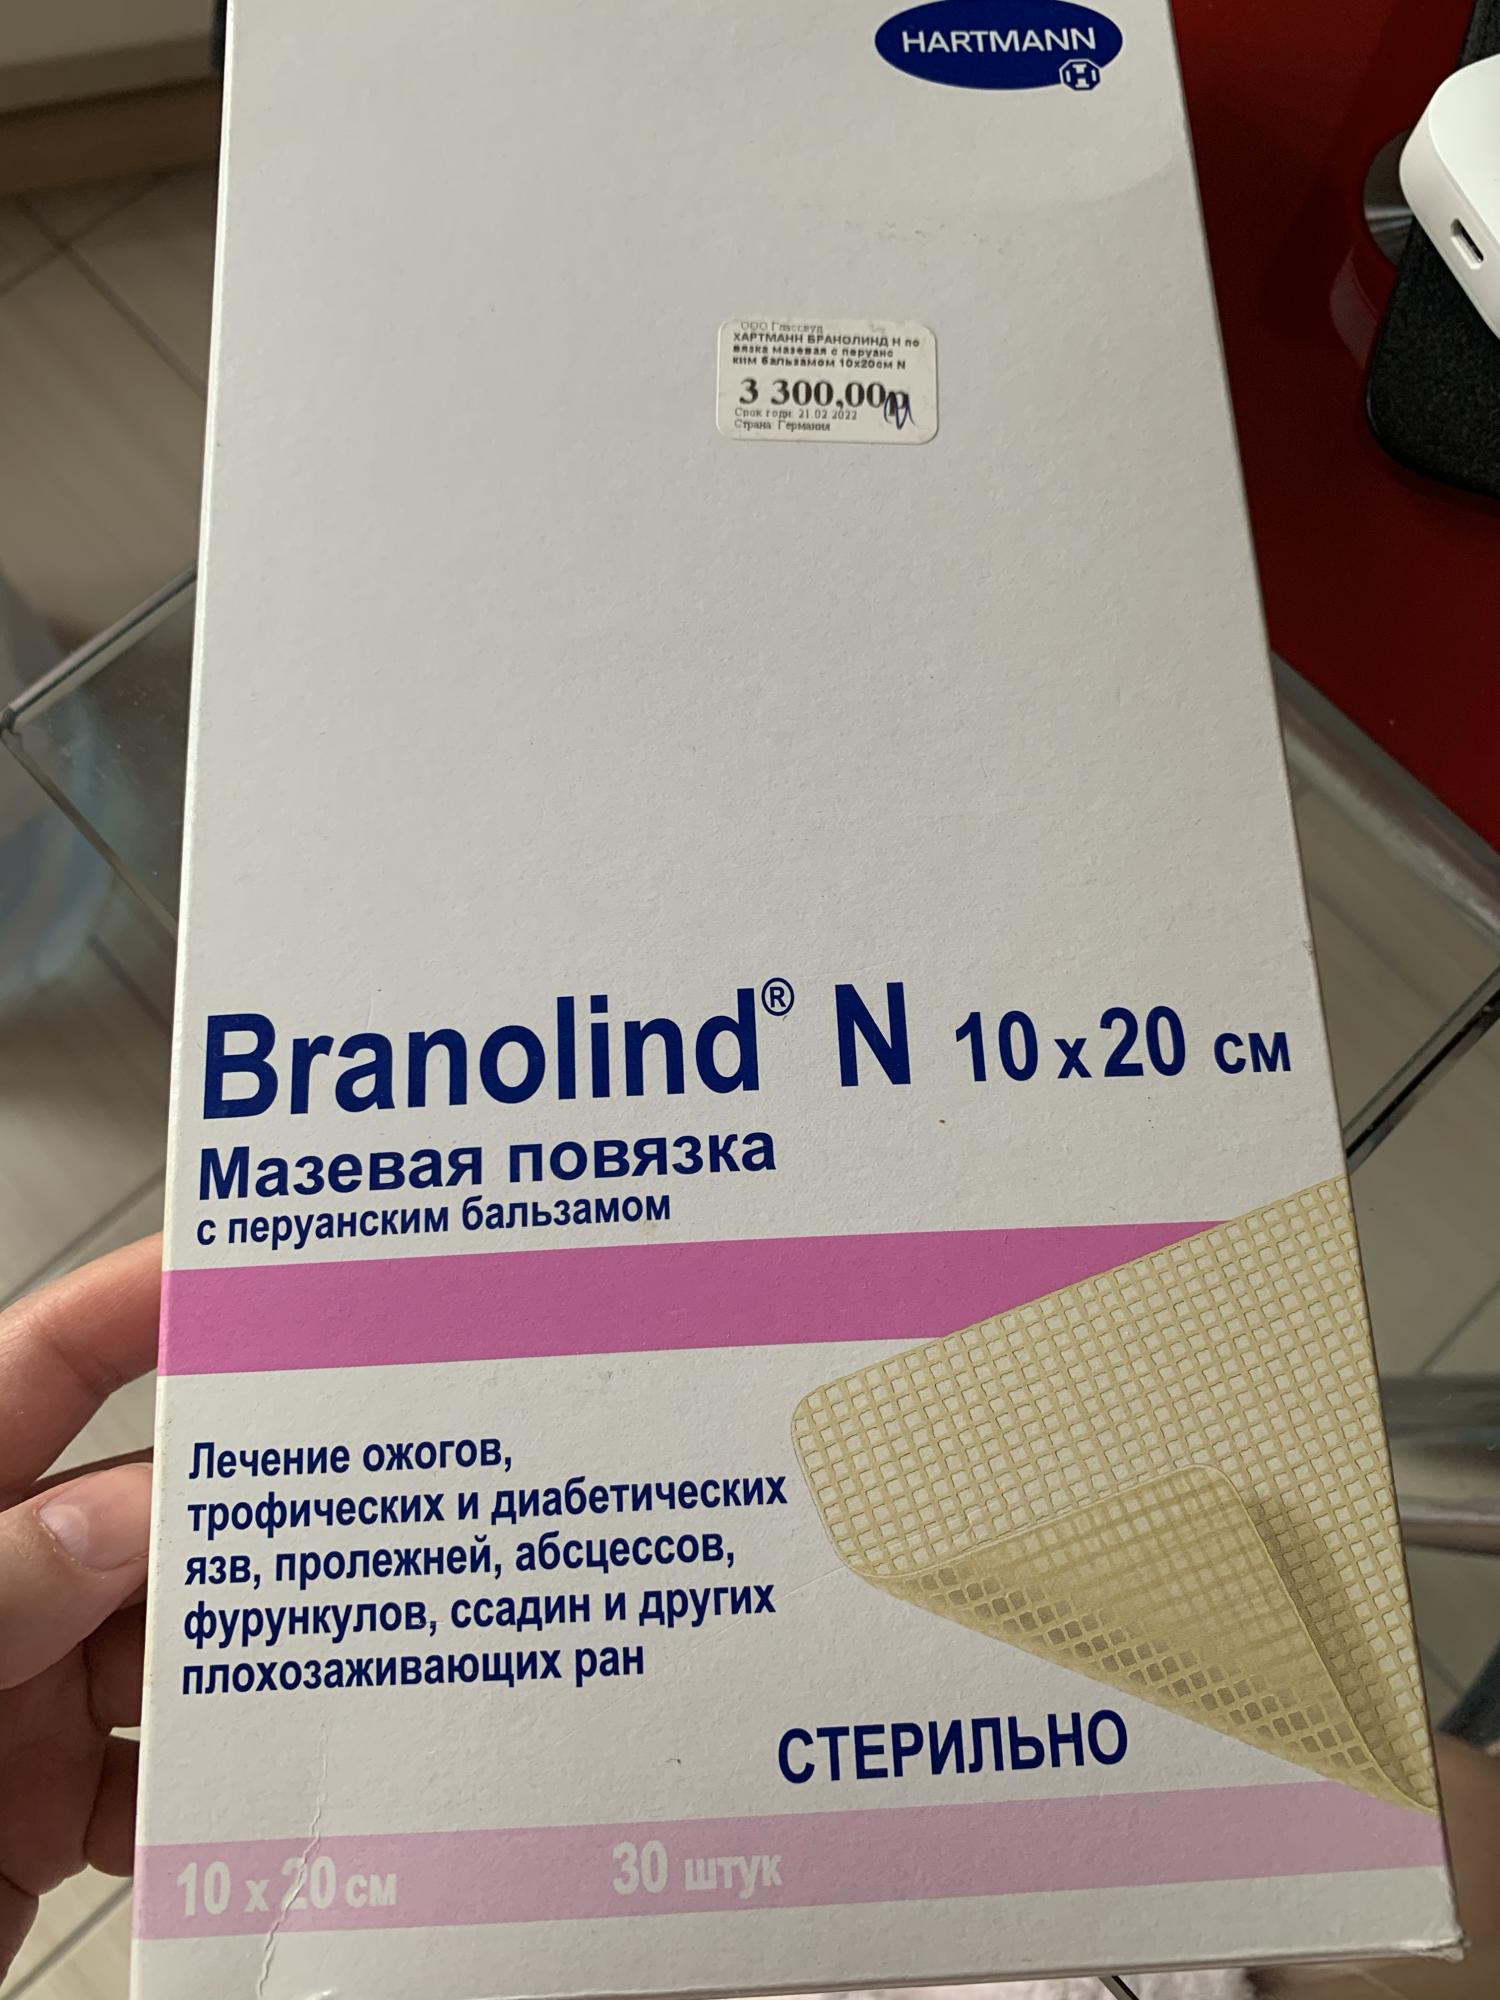 HARTMANN
ООО Глассвуд
ХАРТМАНН БРАНОЛИНД Н по
вязка мазевая с перуанс
ким бальзамом 10х20см N
3 300,00
Срок годн: 21.02.2022
Страна: Германия
Branolind® N 10 x 20 см
Мазевая повязка
с перуанским бальзамом
Лечение ожогов,
трофических и диабетических
язв, пролежней, абсцессов,
фурункулов, ссадин и других
плохозаживающих ран
СТЕРИЛЬНО
10 x 20 см 30 штук